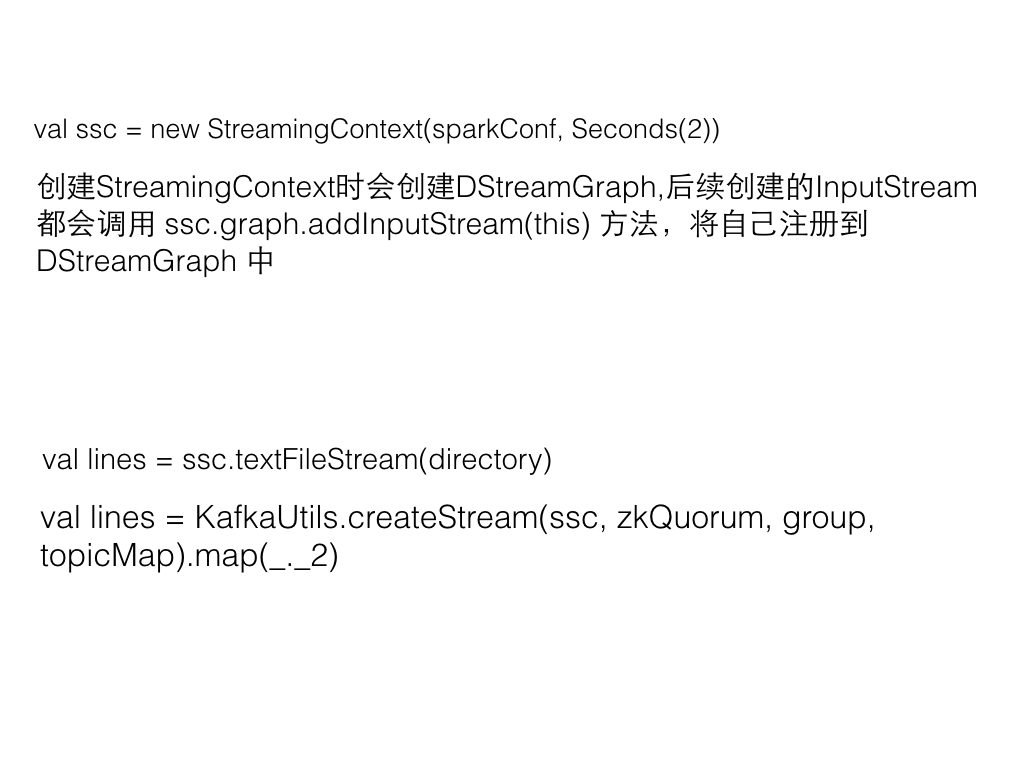 val ssc = new StreamingContext(sparkConf, Seconds(2))
创建StreamingContext时会创建DStreamGraph,后续创建的InputStream
都会调用 ssc.graph.addInputStream(this) 方法，将自己注册到
DStreamGraph 中
val lines = ssc.textFileStream(directory)
val lines = KafkaUtils.createStream(ssc, zkQuorum, group,
topicMap).map(_._2)